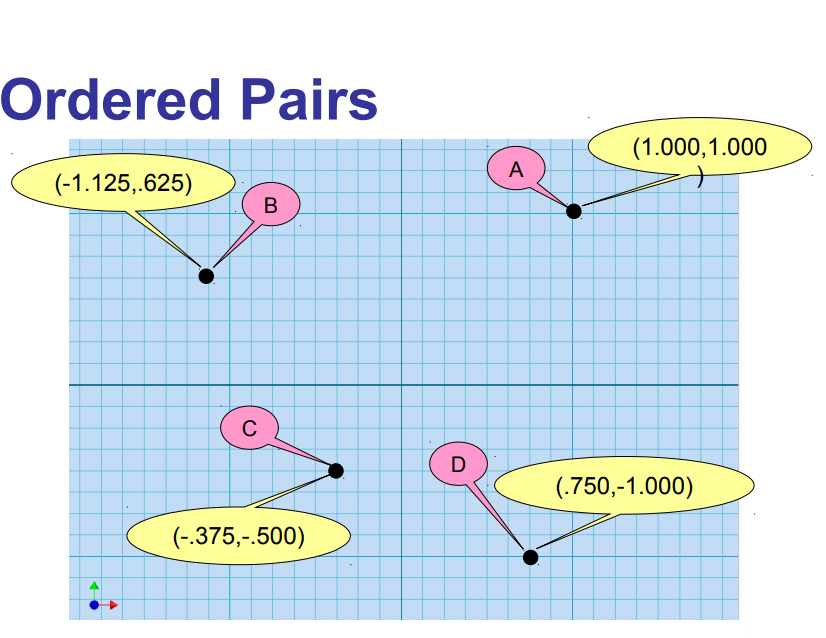 Ordered Pairs
(1.000,1.000
)
A
(-1.125,.625)
B
C
D
(.750,-1.000)
(-.375,-.500)